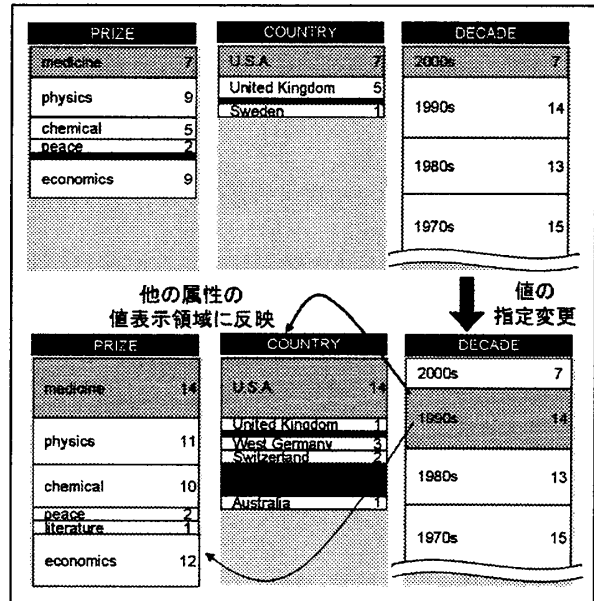 PRIZE
medicine 7
physics 9
chemical 5
peace 2
economics 9
COUNTRY
U.S.A. 7
United Kingdom 5
Sweden 1
DECADE
2000s 7
1990s 14
1980s 13
1970s 15
他の属性の
値表示領域に反映
値の
指定変更
PRIZE
medicine 14
physics 11
chemical 10
peace 2
literature 1
economics 12
COUNTRY
U.S.A. 14
United Kingdom 1
West Germany 3
Switzerland 2
Australia 1
DECADE
2000s 7
1990s 14
1980s 13
1970s 15